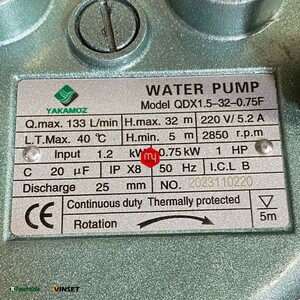 YAKAMOZ
WATER PUMP
Model QDX1.5-32-0.75F
Q.max. 133 L/min H.max. 32 m 220 V/ 5.2 A
L.T.Max. 40 ℃ H.min. 5 m 2850 r.p.m
Input 1.2 kW 0.75 kW 1 HP
C 20 μF IP X8 50 Hz I.C.L B
Discharge 25 mm NO. 2023110220
CE Continuous duty Thermally protected
Rotation 5m
my
VINSET